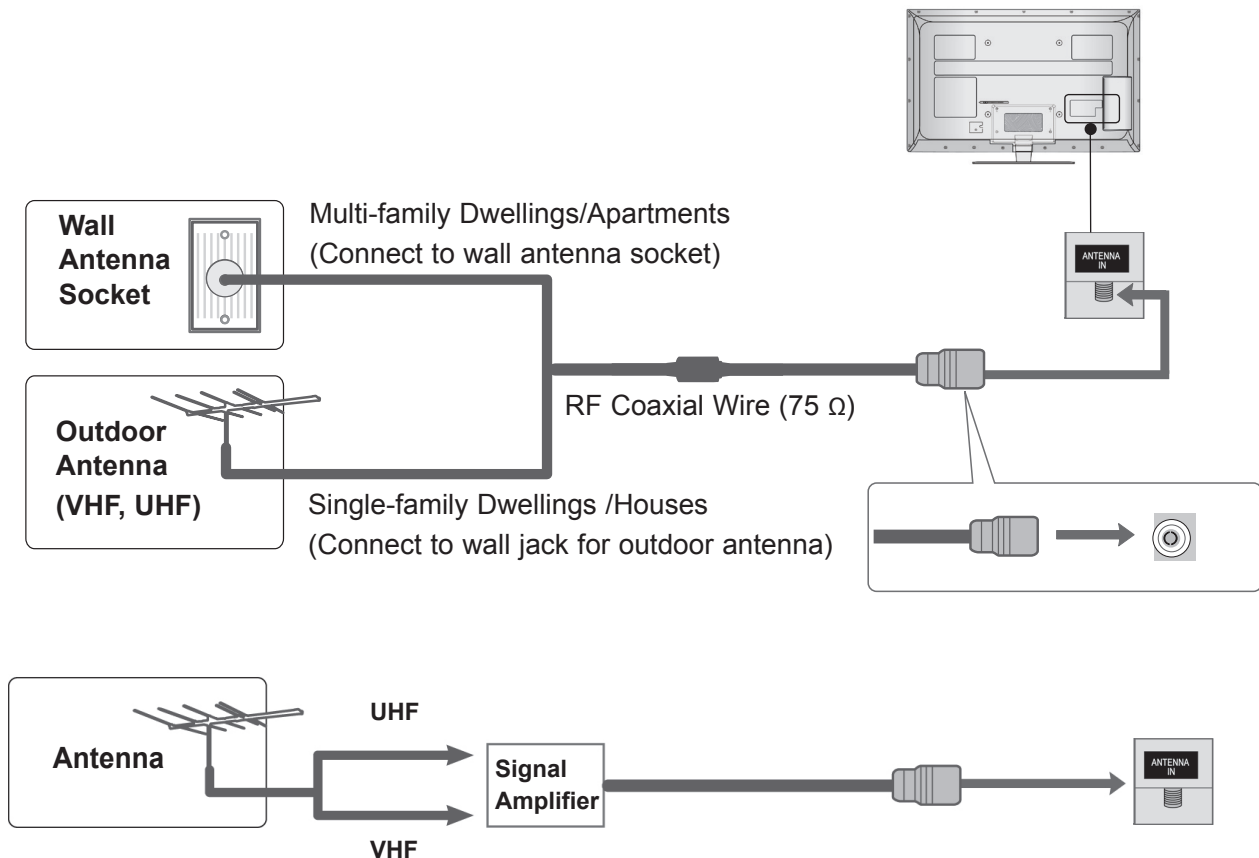 Wall
Antenna
Socket
Multi-family Dwellings/Apartments
(Connect to wall antenna socket)
ANTENNA
IN
RF Coaxial Wire (75 Ω)
Outdoor
Antenna
(VHF, UHF)
Single-family Dwellings /Houses
(Connect to wall jack for outdoor antenna)
Antenna
UHF
VHF
Signal
Amplifier
ANTENNA
IN